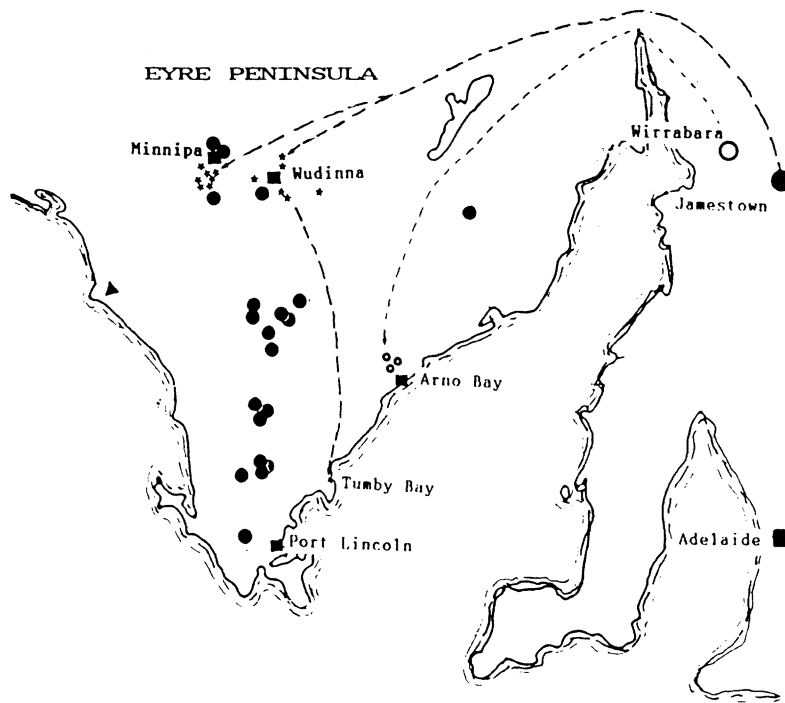 EYRE PENINSULA
Minnipa
Wudinna
Wirrabara
Jamestown
Arno Bay
Tumby Bay
Port Lincoln
Adelaide